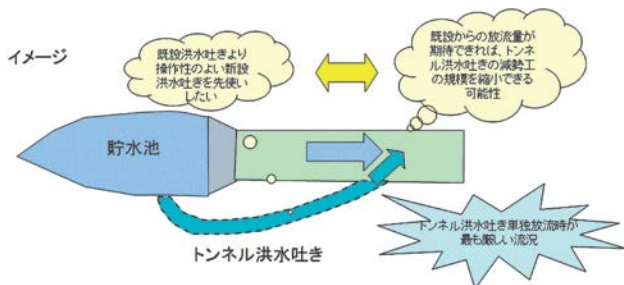 イメージ
既設洪水吐きより
操作性のよい新設
洪水吐きを先使い
したい
既設からの放流量が
期待できれば、トンネ
ル洪水吐きの減勢工
の規模を縮小できる
可能性
貯水池
トンネル洪水吐き
トンネル洪水吐き単独放流時が
最も厳しい流況